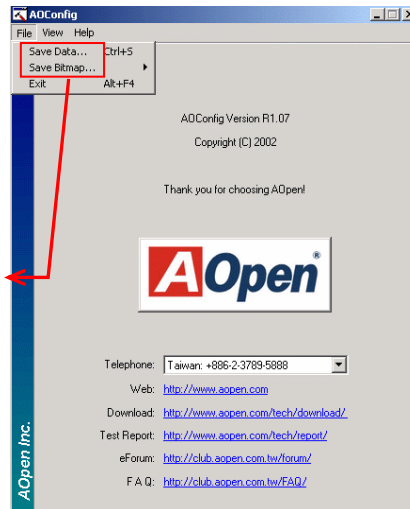 AOConfig
File View Help
Save Data... Ctrl+S
Save Bitmap...
Exit Alt+F4
AOConfig Version R1.07
Copyright (C) 2002
Thank you for choosing AOpen!
AOpen®
Telephone: Taiwan: +886-2-3789-5888
Web: http://www.aopen.com
Download: http://www.aopen.com/tech/download/
Test Report: http://www.aopen.com/tech/report/
eForum: http://club.aopen.com.tw/forum/
F A Q: http://club.aopen.com.tw/FAQ/
AOpen Inc.